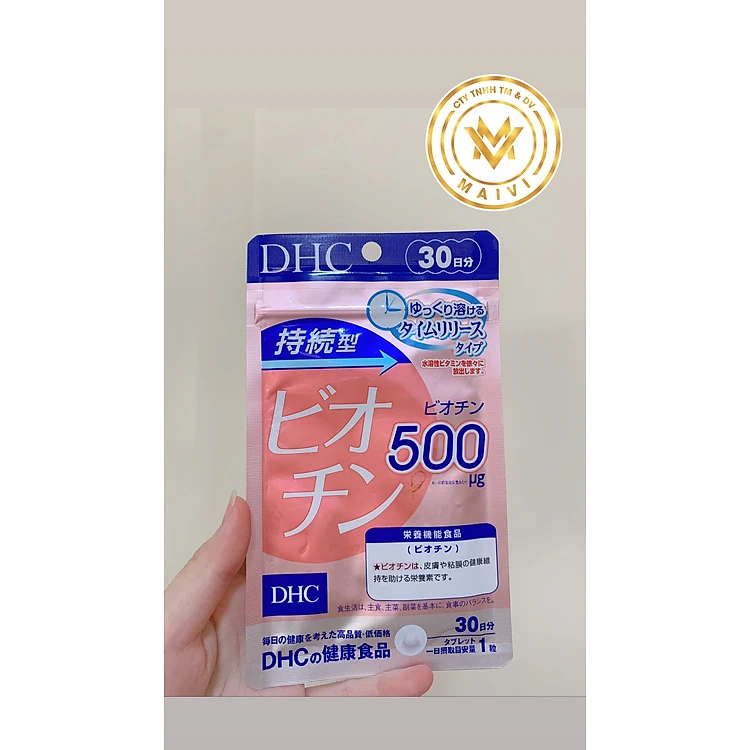 CTY TNHH TM & DV
MAIVI
DHC
30日分
ゆっくり溶ける
タイムリリース
タイプ
水溶性ビタミンを徐々に
放出します。
持続型
ビオ
チン
ビオチン
500
μg
栄養機能食品
(ビオチン)
★ビオチンは、皮膚や粘膜の健康維
持を助ける栄養素です。
DHC
食生活は、主食、主菜、副菜を基本に、食事のバランスを。
毎日の健康を考えた高品質・低価格
DHCの健康食品
30日分
タブレット
一日摂取目安量1粒